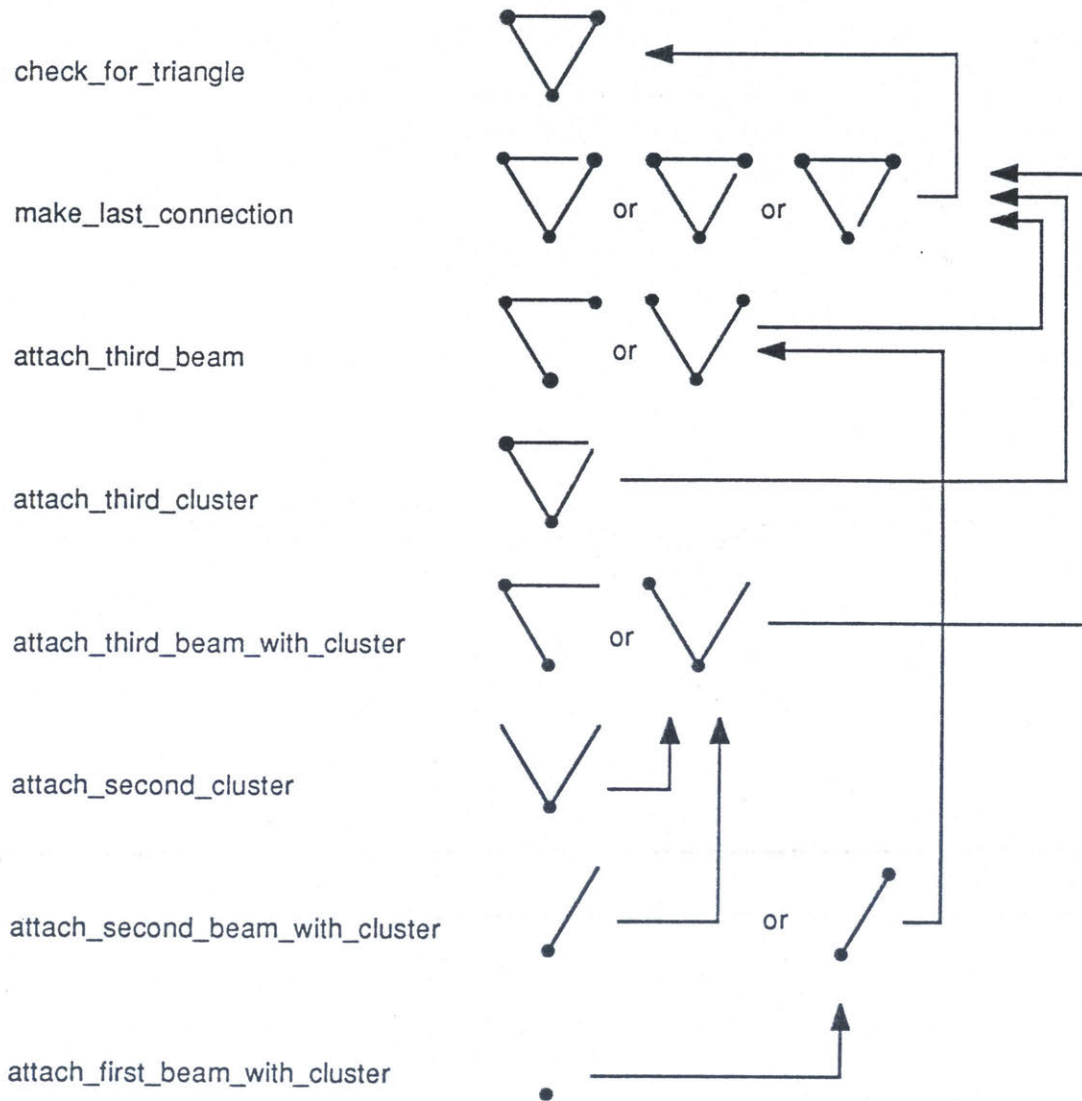 check_for_triangle
make_last_connection
or
or
attach_third_beam
or
attach_third_cluster
attach_third_beam_with_cluster
or
attach_second_cluster
attach_second_beam_with_cluster
or
attach_first_beam_with_cluster